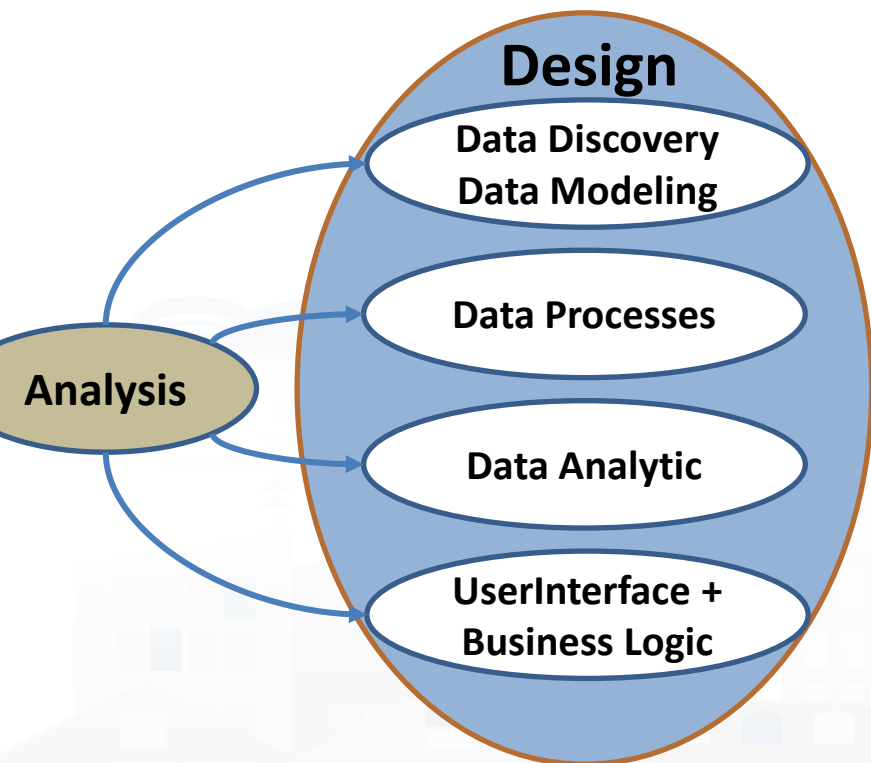 Design
Data Discovery
Data Modeling
Data Processes
Analysis
Data Analytic
UserInterface +
Business Logic